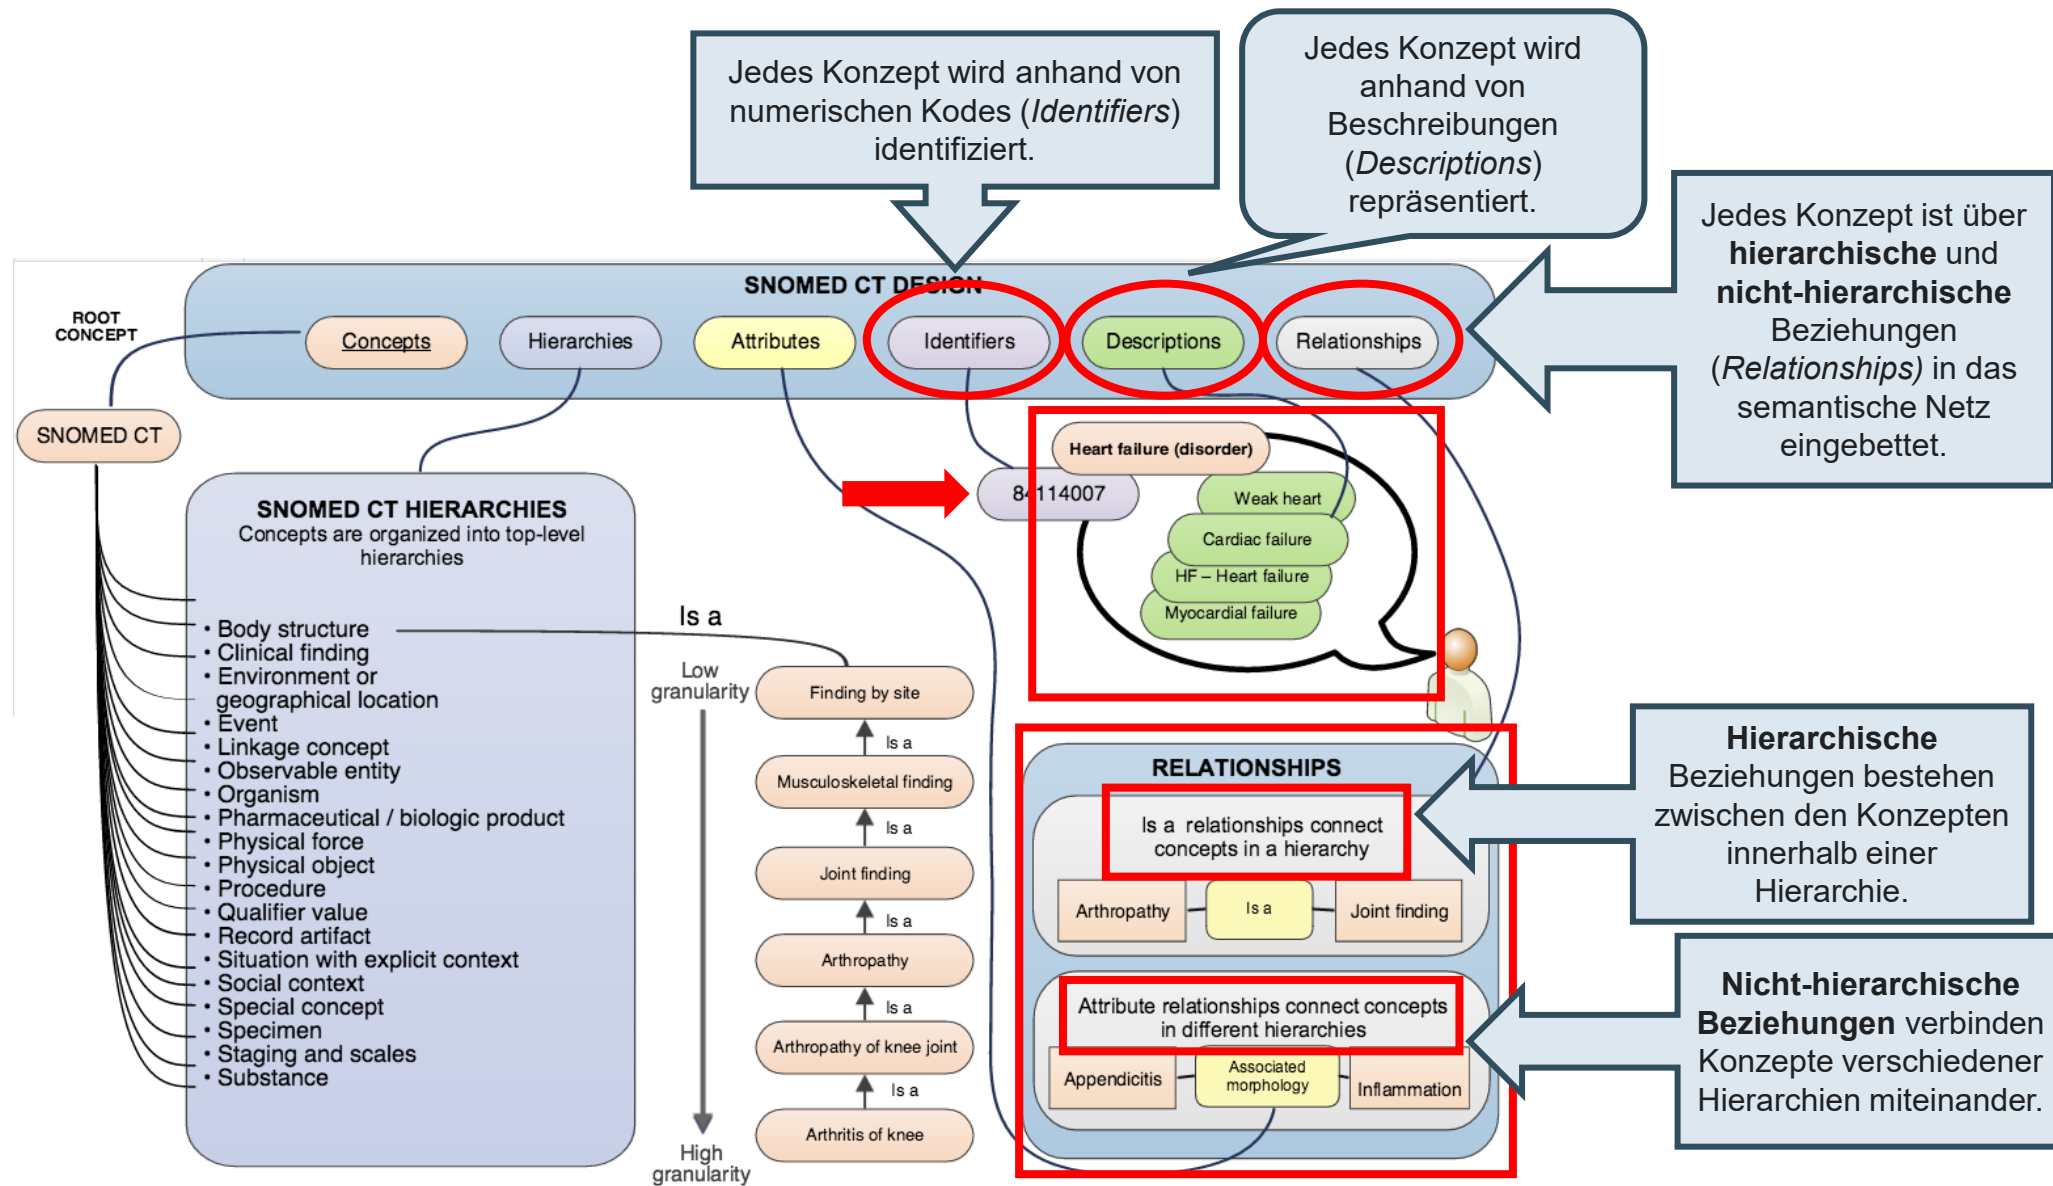 Jedes Konzept wird anhand von
numerischen Kodes (Identifiers)
identifiziert.
Jedes Konzept wird
anhand von
Beschreibungen
(Descriptions)
repräsentiert.
Jedes Konzept ist über
hierarchische und
nicht-hierarchische
Beziehungen
(Relationships) in das
semantische Netz
eingebettet.
SNOMED CT DESIGN
ROOT
CONCEPT
Concepts
Hierarchies
Attributes
Identifiers
Descriptions
Relationships
SNOMED CT
Heart failure (disorder)
84114007
Weak heart
Cardiac failure
HF – Heart failure
Myocardial failure
SNOMED CT HIERARCHIES
Concepts are organized into top-level
hierarchies
• Body structure
• Clinical finding
• Environment or
geographical location
• Event
• Linkage concept
• Observable entity
• Organism
• Pharmaceutical / biologic product
• Physical force
• Physical object
• Procedure
• Qualifier value
• Record artifact
• Situation with explicit context
• Social context
• Special concept
• Specimen
• Staging and scales
• Substance
Is a
Low
granularity
High
granularity
Finding by site
Is a
Musculoskeletal finding
Is a
Joint finding
Is a
Arthropathy
Is a
Arthropathy of knee joint
Is a
Arthritis of knee
RELATIONSHIPS
Is a relationships connect
concepts in a hierarchy
Arthropathy
Is a
Joint finding
Attribute relationships connect concepts
in different hierarchies
Appendicitis
Associated
morphology
Inflammation
Hierarchische
Beziehungen bestehen
zwischen den Konzepten
innerhalb einer
Hierarchie.
Nicht-hierarchische
Beziehungen verbinden
Konzepte verschiedener
Hierarchien miteinander.